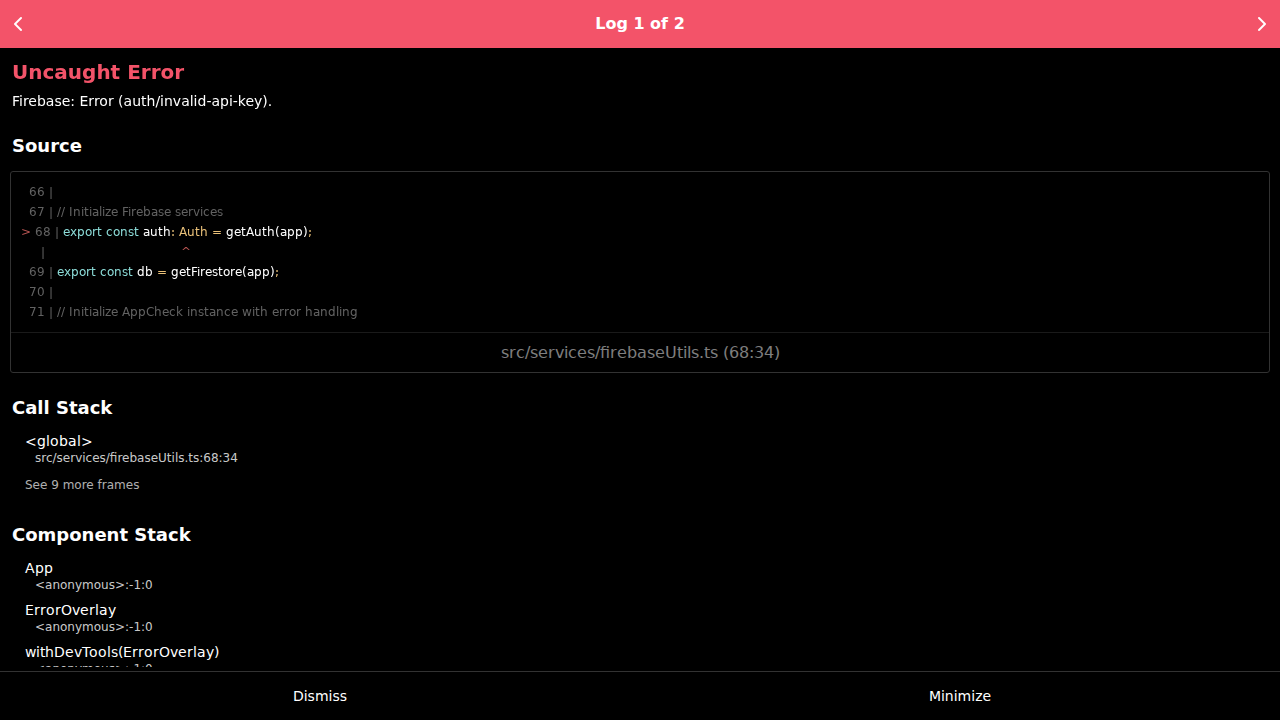 Log 1 of 2
Uncaught Error
Firebase: Error (auth/invalid-api-key).
Source
66 |
67 | // Initialize Firebase services
> 68 | export const auth: Auth = getAuth(app);
| ^
69 | export const db = getFirestore(app);
70 |
71 | // Initialize AppCheck instance with error handling
src/services/firebaseUtils.ts (68:34)
Call Stack
<global>
src/services/firebaseUtils.ts:68:34
See 9 more frames
Component Stack
App
<anonymous>:-1:0
ErrorOverlay
<anonymous>:-1:0
withDevTools(ErrorOverlay)
<anonymous>:-1:0
Dismiss
Minimize